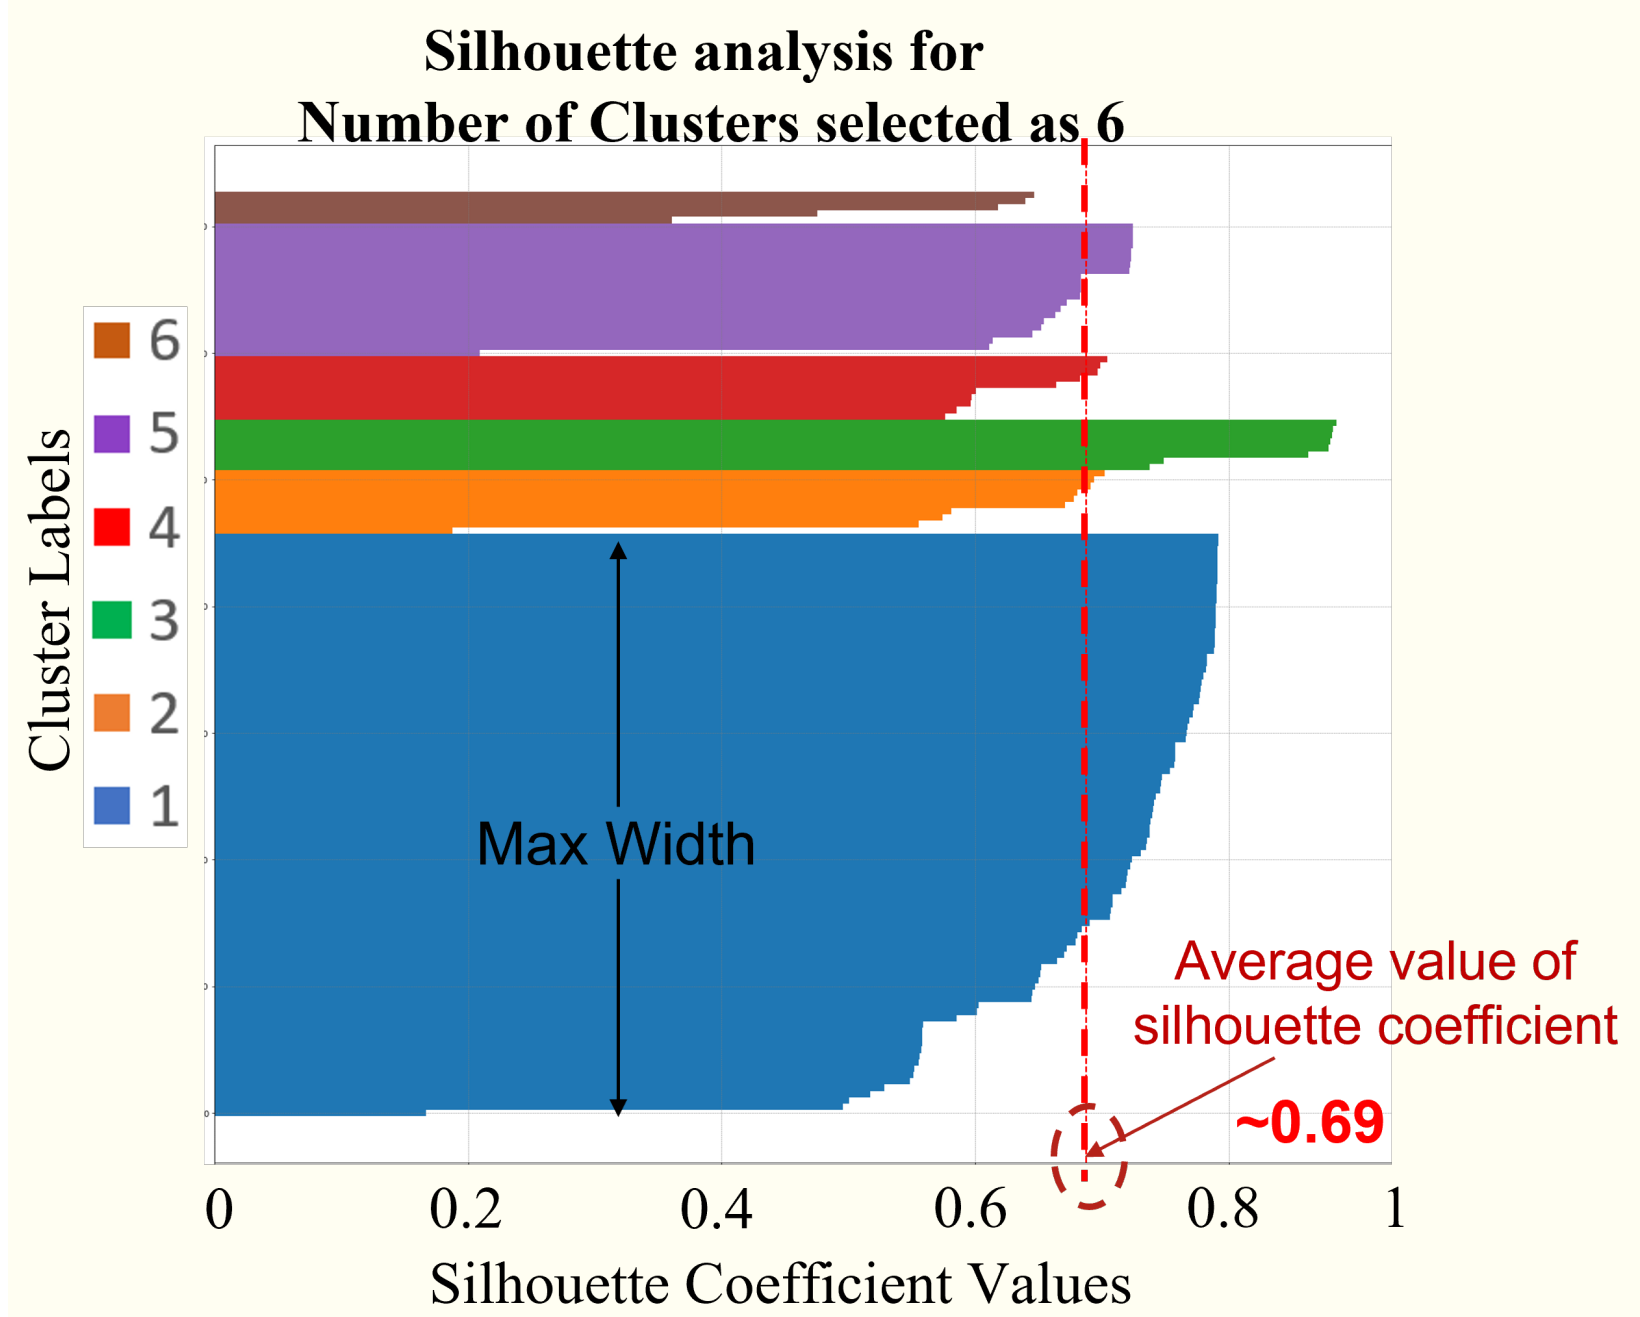 Silhouette analysis for
Number of Clusters selected as 6
Cluster Labels
6
5
4
3
2
1
Max Width
Average value of
silhouette coefficient
~0.69
0 0.2 0.4 0.6 0.8 1
Silhouette Coefficient Values